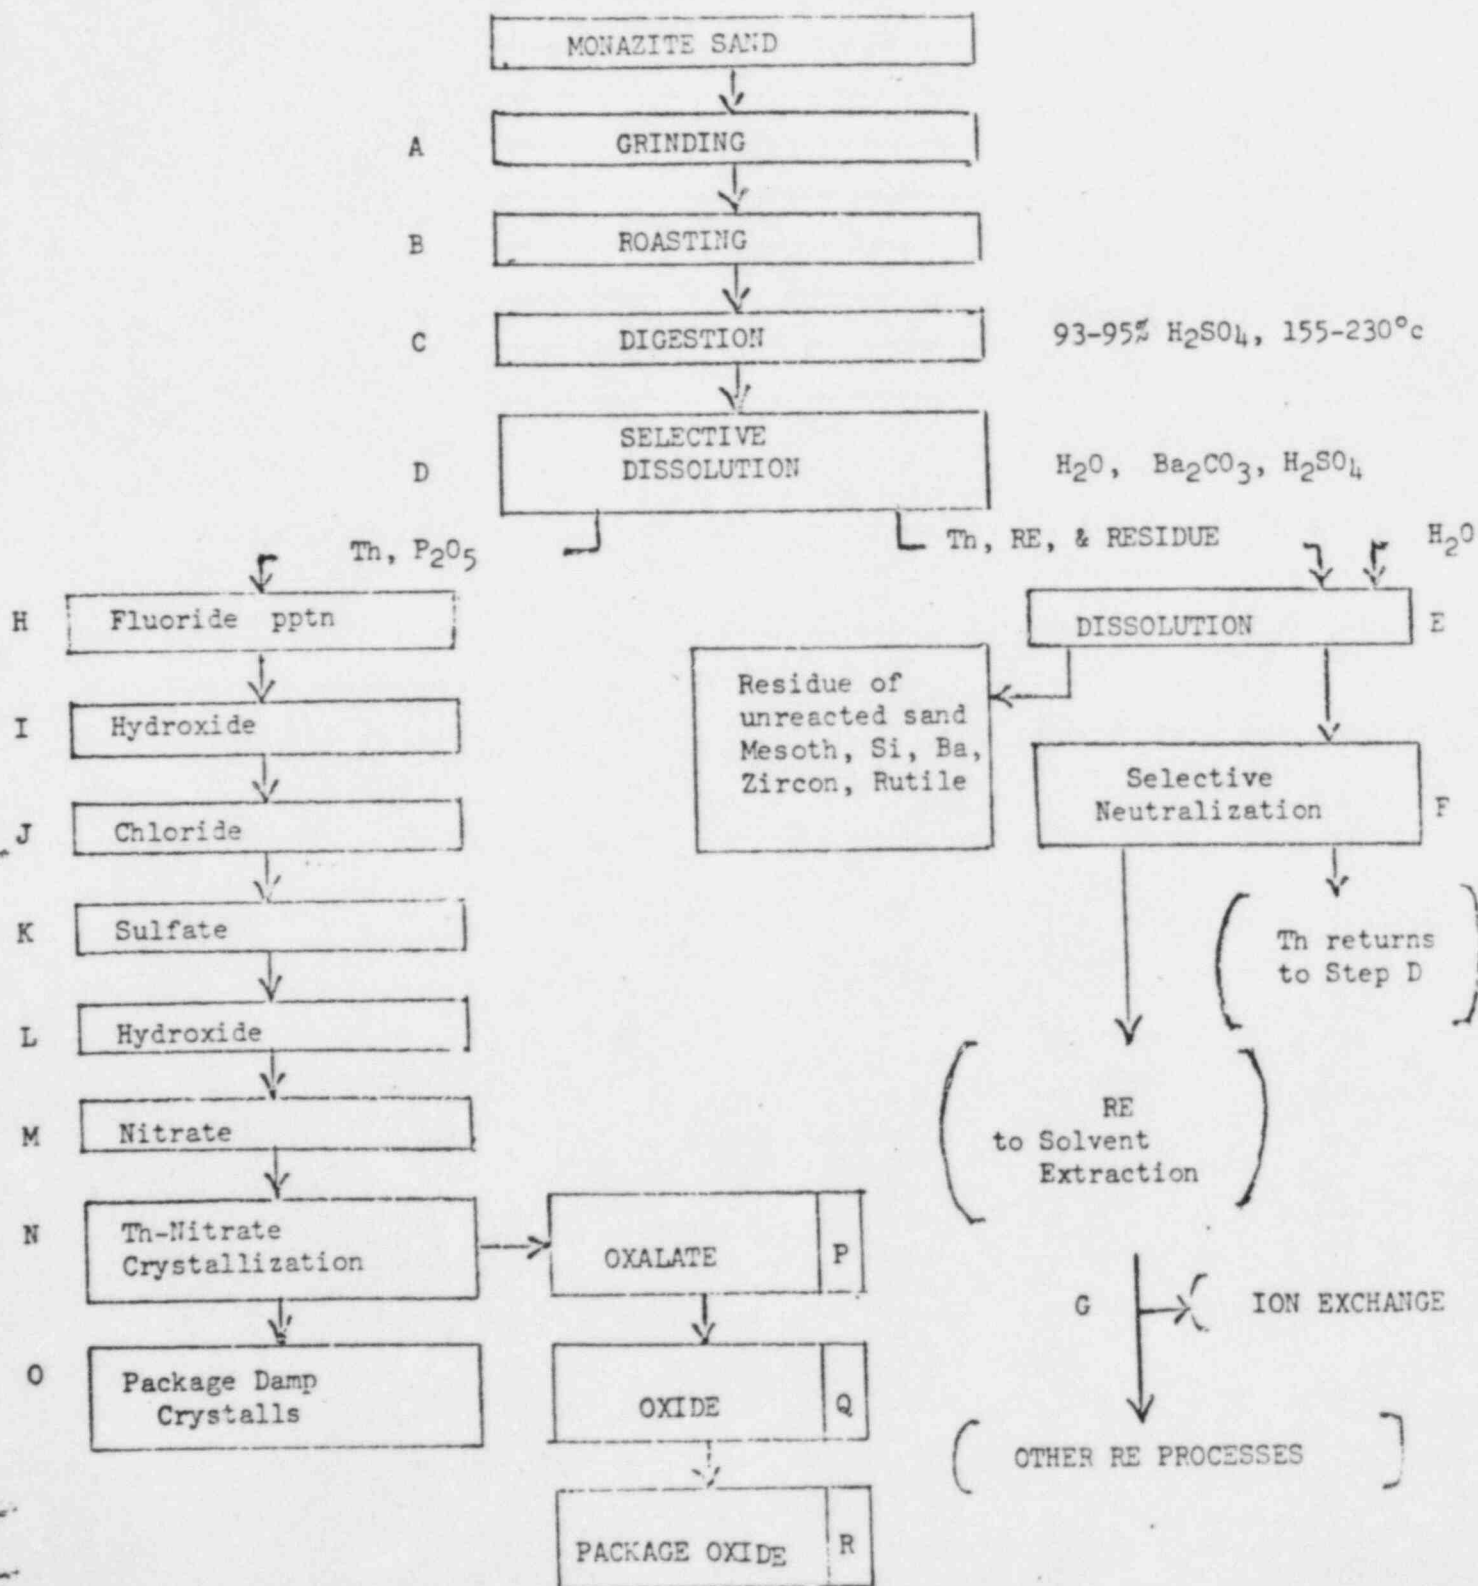 MONAZITE SAND
A GRINDING
B ROASTING
C DIGESTION 93-95% H₂SO₄, 155-230°c
SELECTIVE
D DISSOLUTION H₂O, Ba₂CO₃, H₂SO₄
Th, P₂O₅
Th, RE, & RESIDUE
H₂O
H Fluoride pptn
DISSOLUTION E
Residue of
unreacted sand
Mesoth, Si, Ba,
Zircon, Rutile
I Hydroxide
Selective
Neutralization F
J Chloride
K Sulfate
Th returns
to Step D
L Hydroxide
RE
to Solvent
Extraction
M Nitrate
N Th-Nitrate
Crystallization
OXALATE P
G ION EXCHANGE
O Package Damp
Crystalls
OXIDE Q
OTHER RE PROCESSES
PACKAGE OXIDE R